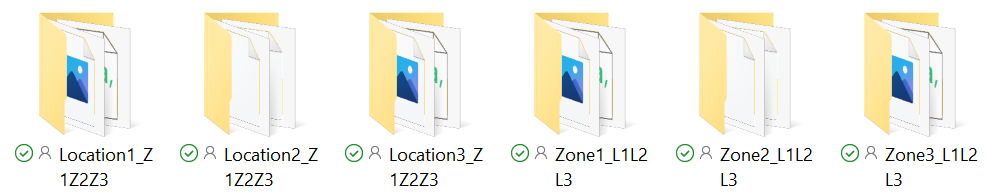 Location1_Z
1Z2Z3
Location2_Z
1Z2Z3
Location3_Z
1Z2Z3
Zone1_L1L2
L3
Zone2_L1L2
L3
Zone3_L1L2
L3